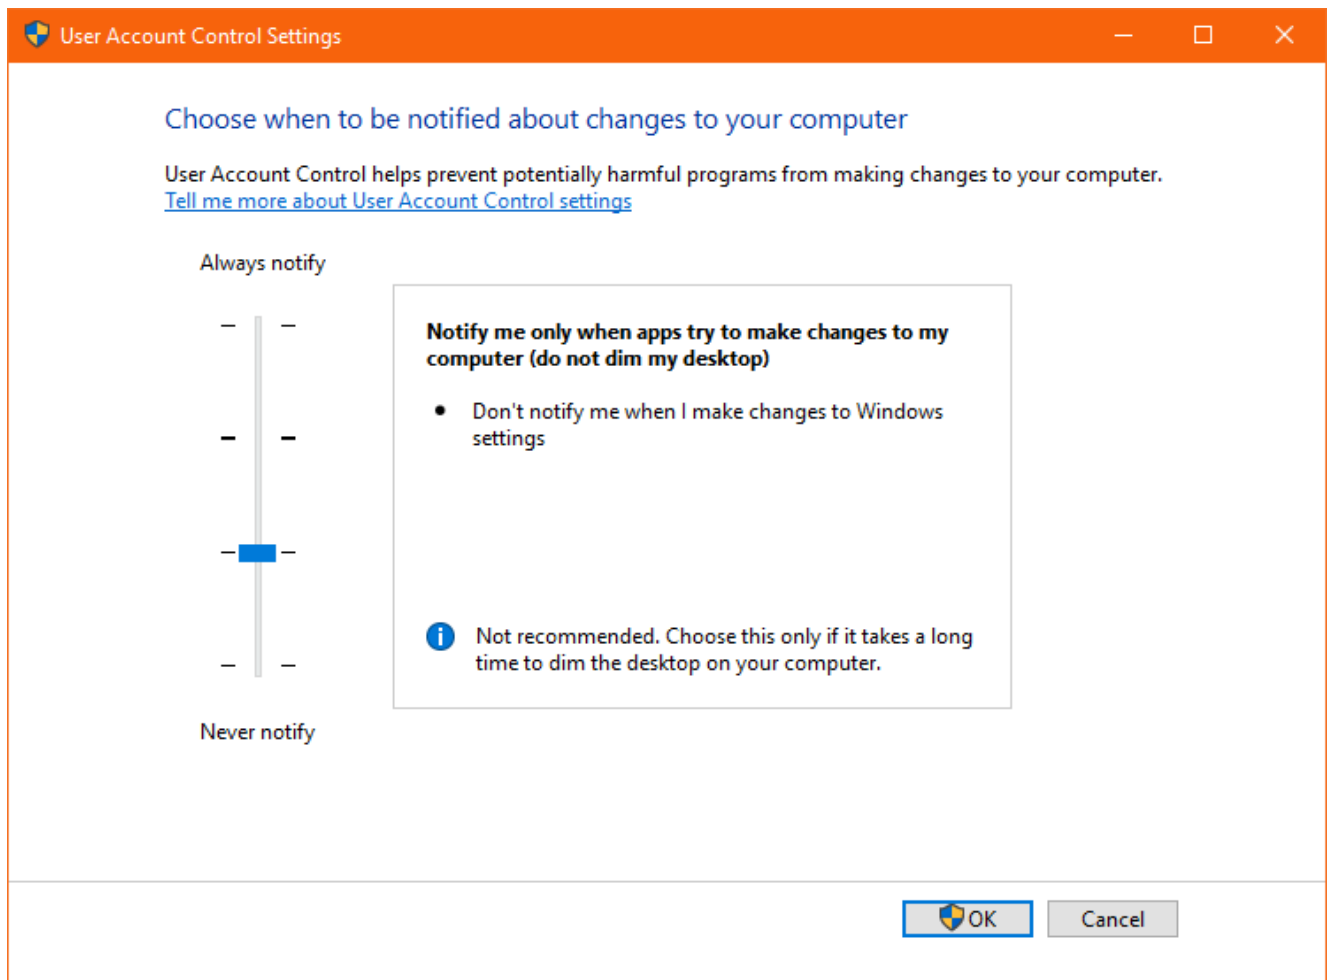 User Account Control Settings
Choose when to be notified about changes to your computer
User Account Control helps prevent potentially harmful programs from making changes to your computer.
Tell me more about User Account Control settings
Always notify
Notify me only when apps try to make changes to my
computer (do not dim my desktop)
• Don't notify me when I make changes to Windows
settings
Not recommended. Choose this only if it takes a long
time to dim the desktop on your computer.
Never notify
OK
Cancel